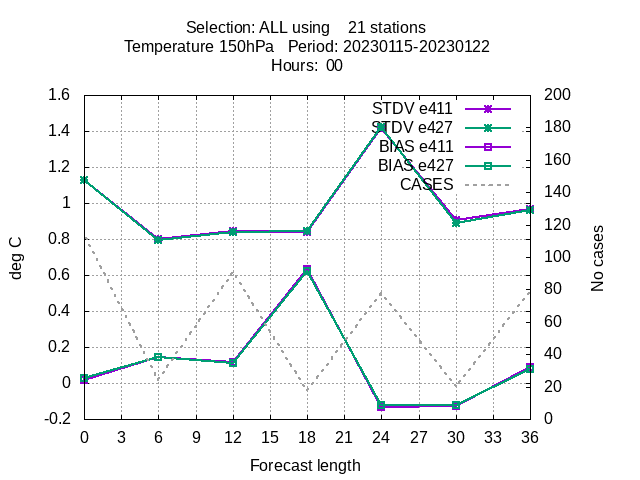 Selection: ALL using    21 stations
Temperature 150hPa   Period: 20230115-20230122
Hours:  00
1.6
1.4
1.2
1
0.8
0.6
0.4
0.2
0
-0.2
deg C
STDV e411
STDV e427
BIAS e411
BIAS e427
CASES
200
180
160
140
120
100
80
60
40
20
0
No cases
0 3 6 9 12 15 18 21 24 27 30 33 36
Forecast length